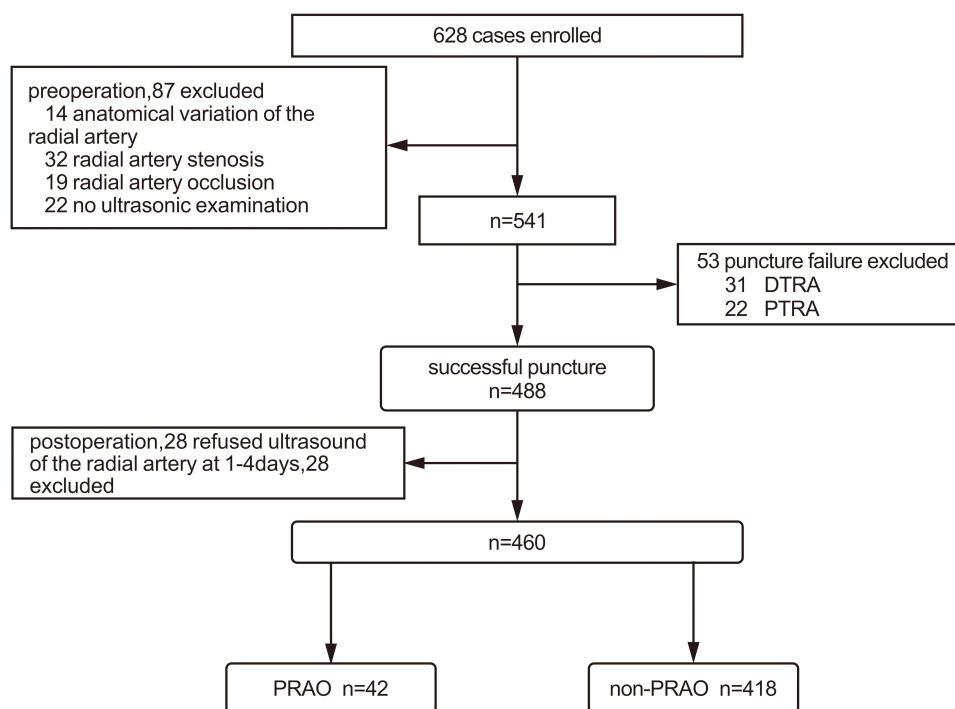 628 cases enrolled
preoperation,87 excluded
14 anatomical variation of the
radial artery
32 radial artery stenosis
19 radial artery occlusion
22 no ultrasonic examination
n=541
53 puncture failure excluded
31 DTRA
22 PTRA
successful puncture
n=488
postoperation,28 refused ultrasound
of the radial artery at 1-4days,28
excluded
n=460
PRAO n=42
non-PRAO n=418